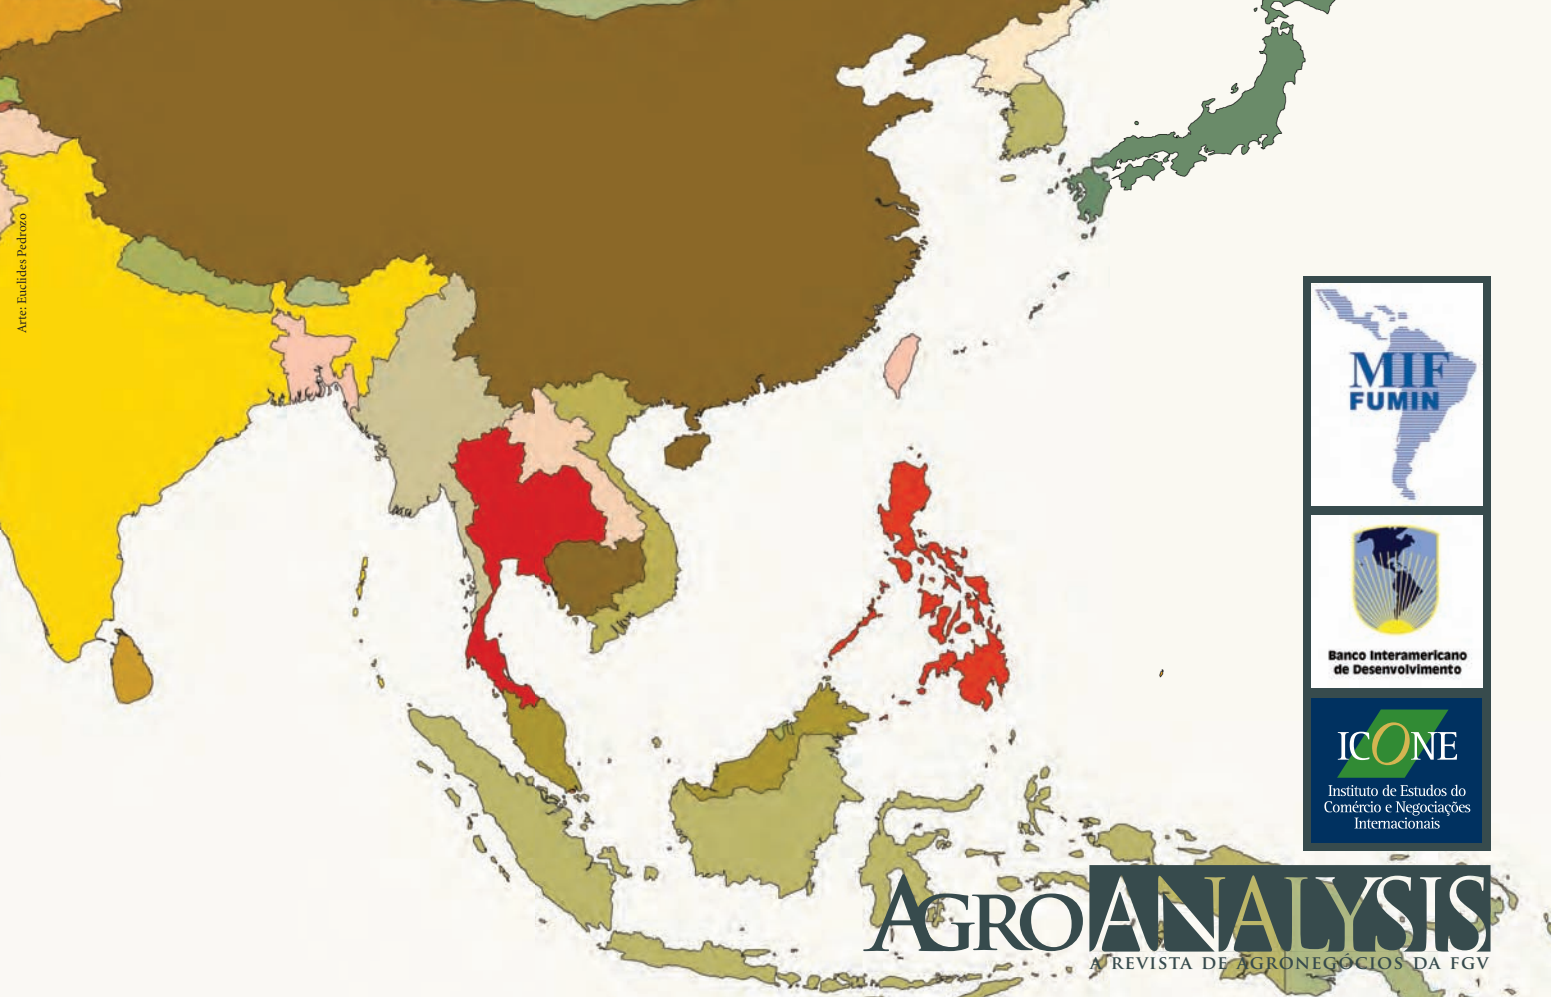 Arte: Euclides Pedrozo
MIF
FUMIN
Banco Interamericano
de Desenvolvimento
ICONE
Instituto de Estudos do
Comércio e Negociações
Internacionais
AGROANALYSIS
A REVISTA DE AGRONEGÓCIOS DA FGV